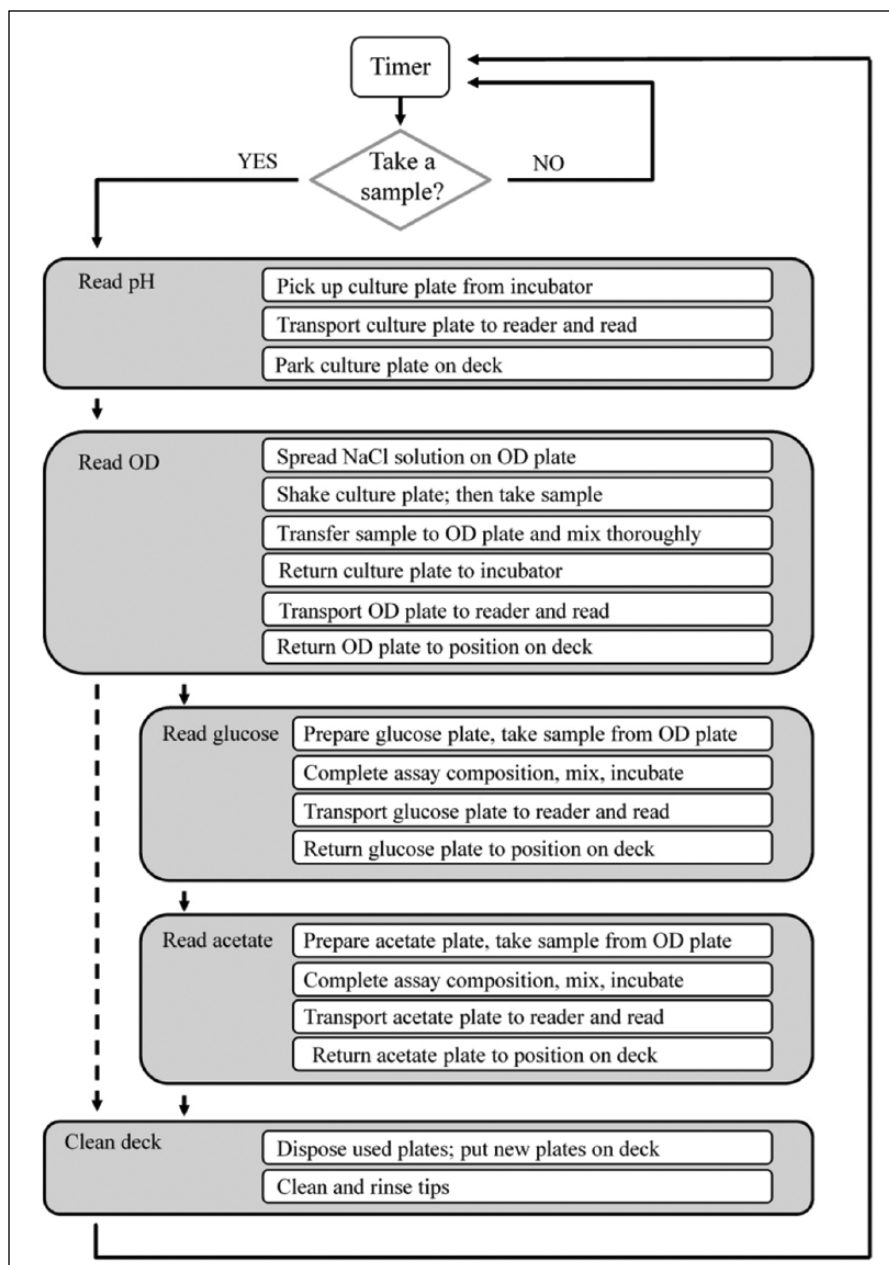 Timer
Take a
sample?
YES
NO
Read pH
Pick up culture plate from incubator
Transport culture plate to reader and read
Park culture plate on deck
Read OD
Spread NaCl solution on OD plate
Shake culture plate; then take sample
Transfer sample to OD plate and mix thoroughly
Return culture plate to incubator
Transport OD plate to reader and read
Return OD plate to position on deck
Read glucose
Prepare glucose plate, take sample from OD plate
Complete assay composition, mix, incubate
Transport glucose plate to reader and read
Return glucose plate to position on deck
Read acetate
Prepare acetate plate, take sample from OD plate
Complete assay composition, mix, incubate
Transport acetate plate to reader and read
Return acetate plate to position on deck
Clean deck
Dispose used plates; put new plates on deck
Clean and rinse tips